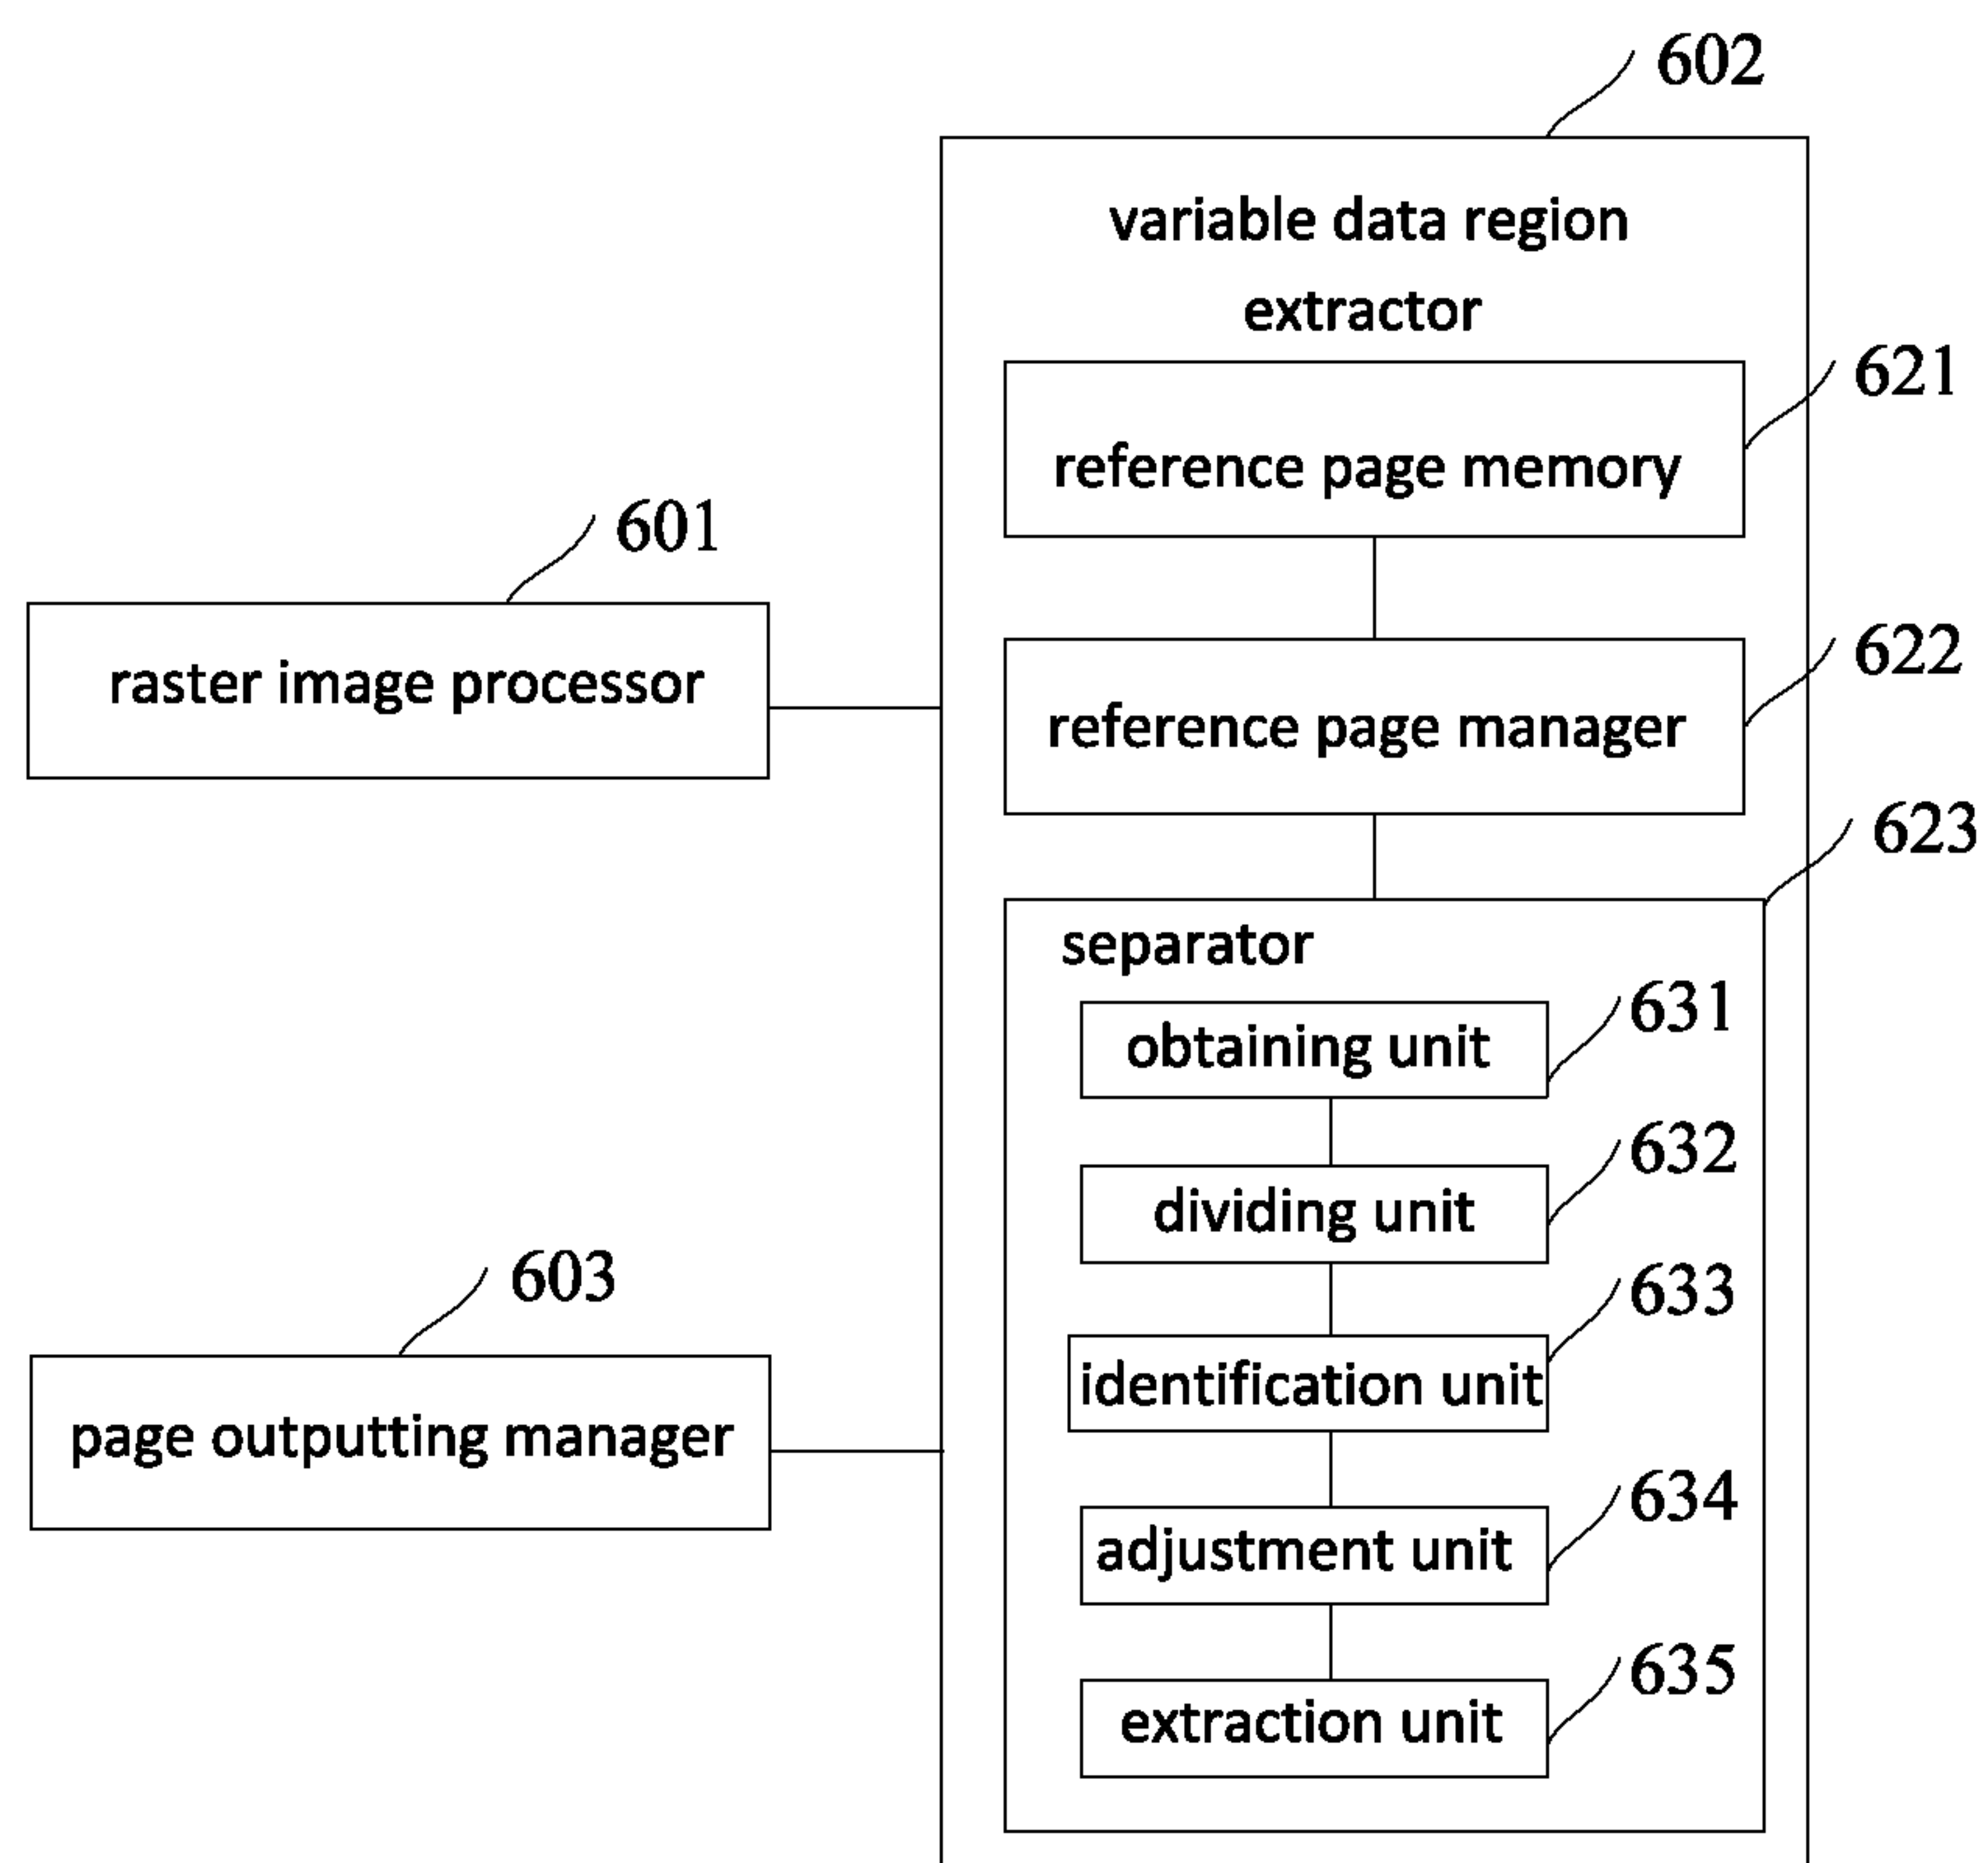 602
variable data region
extractor
621
reference page memory
601
raster image processor
622
reference page manager
623
separator
631
obtaining unit
632
dividing unit
603
633
identification unit
page outputting manager
634
adjustment unit
635
extraction unit